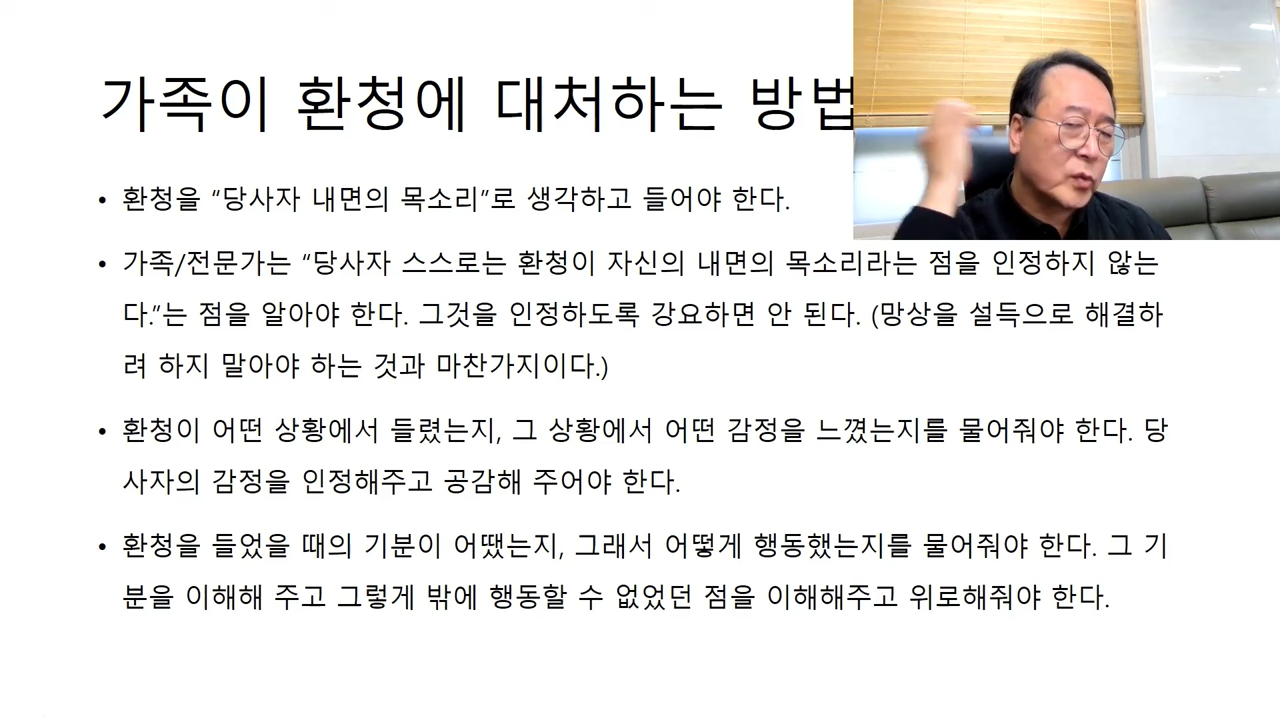 가족이 환청에 대처하는 방법
• 환청을 “당사자 내면의 목소리”로 생각하고 들어야 한다.
• 가족/전문가는 “당사자 스스로는 환청이 자신의 내면의 목소리라는 점을 인정하지 않는
다.”는 점을 알아야 한다. 그것을 인정하도록 강요하면 안 된다. (망상을 설득으로 해결하
려 하지 말아야 하는 것과 마찬가지이다.)
• 환청이 어떤 상황에서 들렸는지, 그 상황에서 어떤 감정을 느꼈는지를 물어줘야 한다. 당
사자의 감정을 인정해주고 공감해 주어야 한다.
• 환청을 들었을 때의 기분이 어땠는지, 그래서 어떻게 행동했는지를 물어줘야 한다. 그 기
분을 이해해 주고 그렇게 밖에 행동할 수 없었던 점을 이해해주고 위로해줘야 한다.